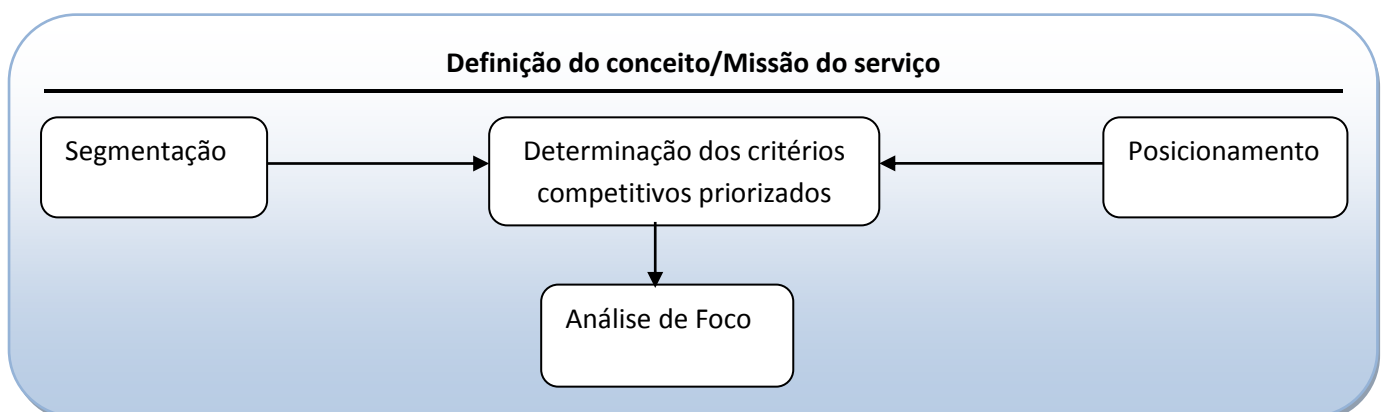 Definição do conceito/Missão do serviço
Segmentação
Determinação dos critérios
competitivos priorizados
Posicionamento
Análise de Foco